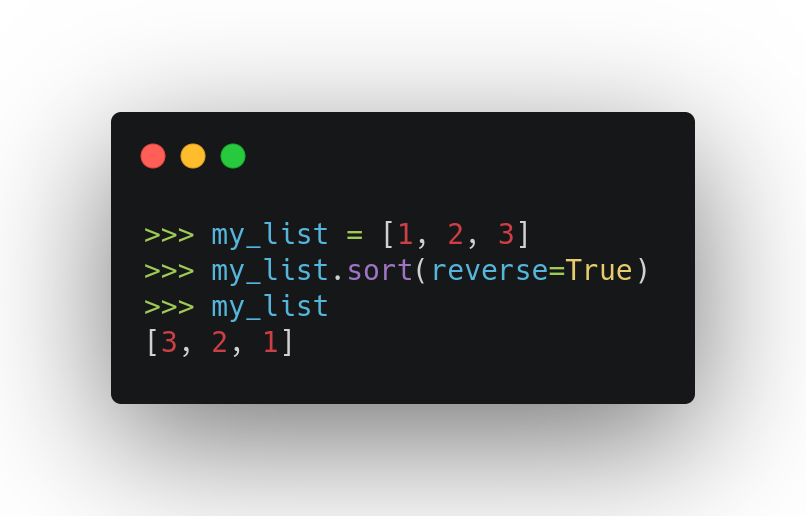 >>> my_list = [1, 2, 3]
>>> my_list.sort(reverse=True)
>>> my_list
[3, 2, 1]